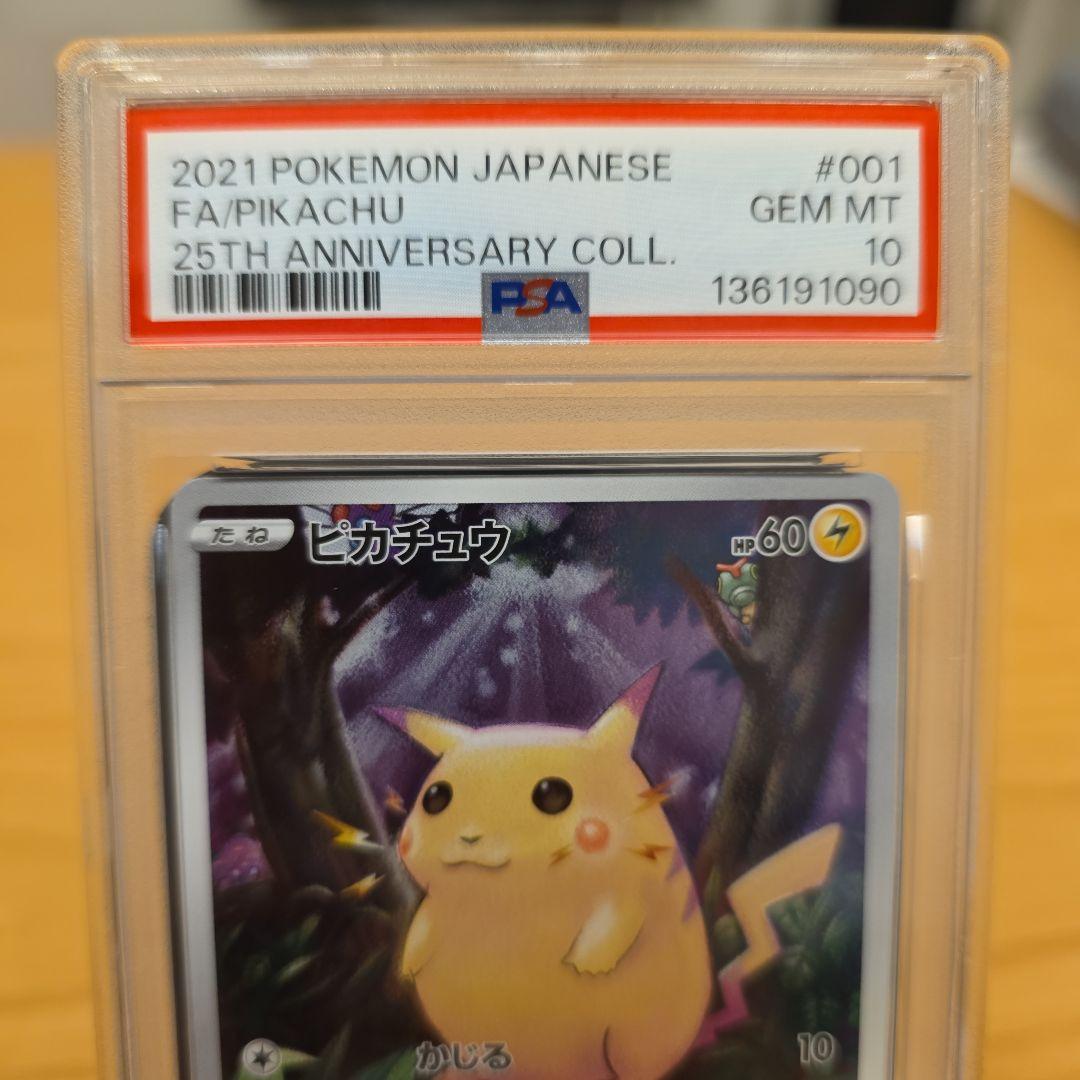 2021 POKEMON JAPANESE #001
FA/PIKACHU GEM MT
25TH ANNIVERSARY COLL. 10
PSA 136191090
たね ピカチュウ HP60
かじる 10